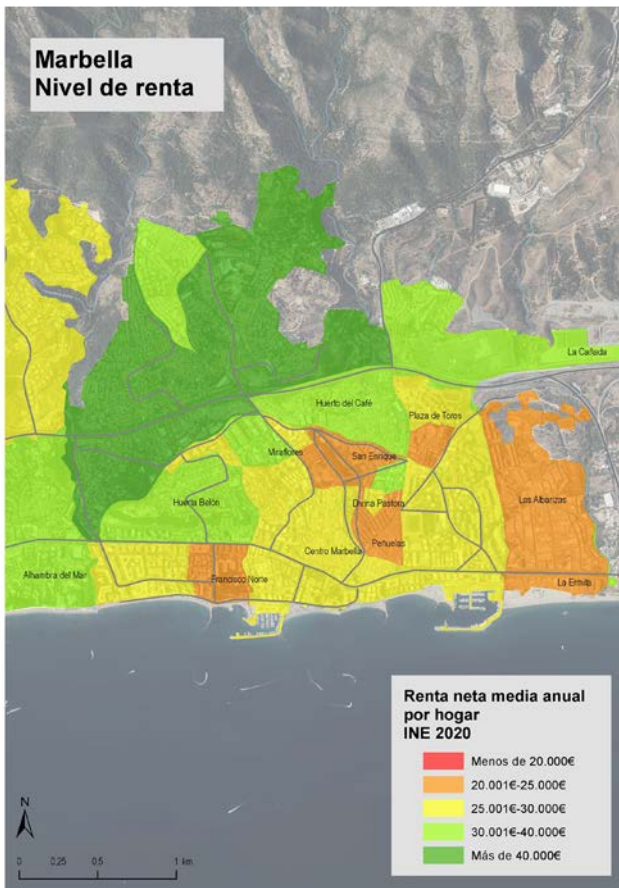 Marbella
Nivel de renta
La Cañada
Huerto del Café
Plaza de Toros
Miraflores
San Enrique
Huerta Belón
Divina Pastora
Las Albarizas
Peñuelas
Centro Marbella
Alhambra del Mar
Francisco Norte
La Ermita
Renta neta media anual
por hogar
INE 2020
Menos de 20.000€
20.001€-25.000€
25.001€-30.000€
30.001€-40.000€
Más de 40.000€
N
0 0,25 0,5 1 km